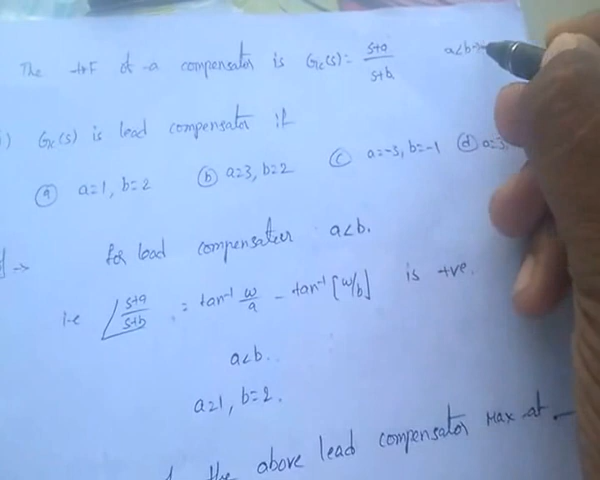 The T.F of a compensator is Gc(s) = s+a / s+b a<b
i) Gc(s) is lead compensator if
(a) a=1, b=2 (b) a=3, b=2 (c) a=-3, b=-1 (d) a=3,
for lead compensator a<b.
i.e ∠ s+a / s+b = tan⁻¹ w/a - tan⁻¹ [w/b] is +ve.
a<b.
a=1, b=2.
the above lead compensator max at